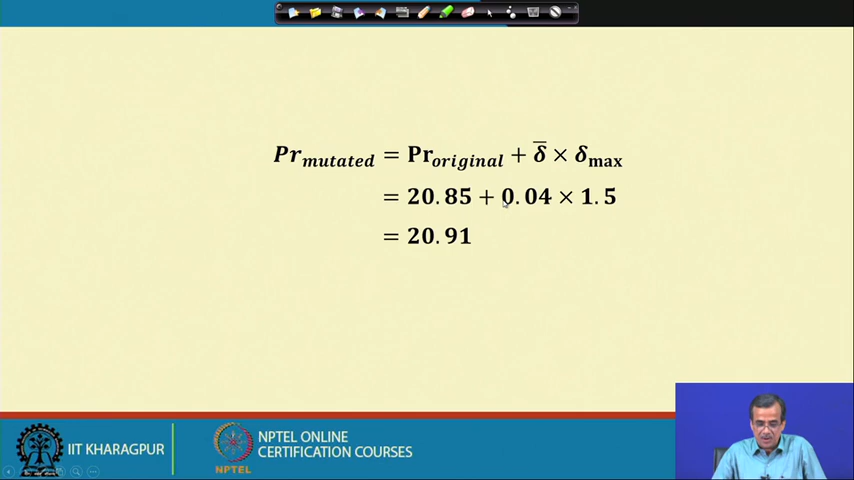 Pr_mutated = Pr_original + δ̅ × δ_max
= 20.85 + 0.04 × 1.5
= 20.91
IIT KHARAGPUR
NPTEL
NPTEL ONLINE
CERTIFICATION COURSES